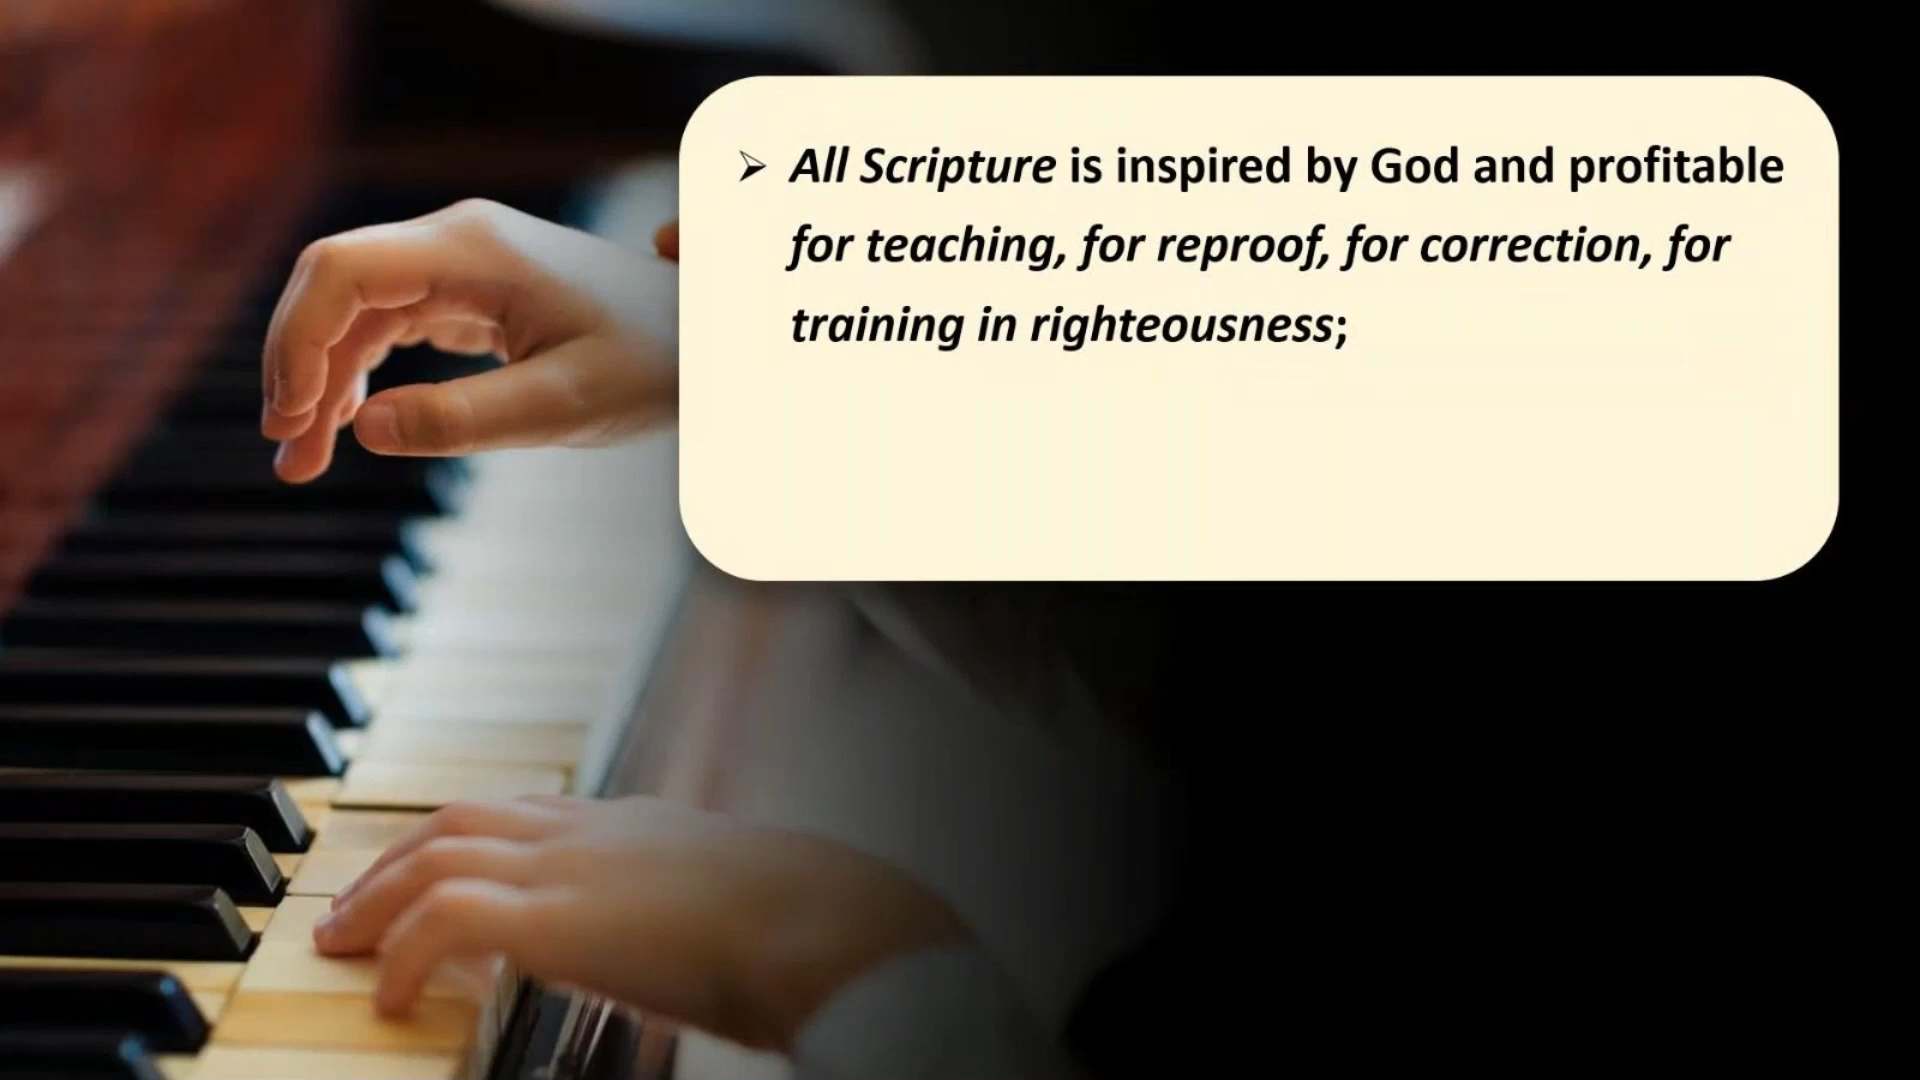 ➢ All Scripture is inspired by God and profitable
for teaching, for reproof, for correction, for
training in righteousness;